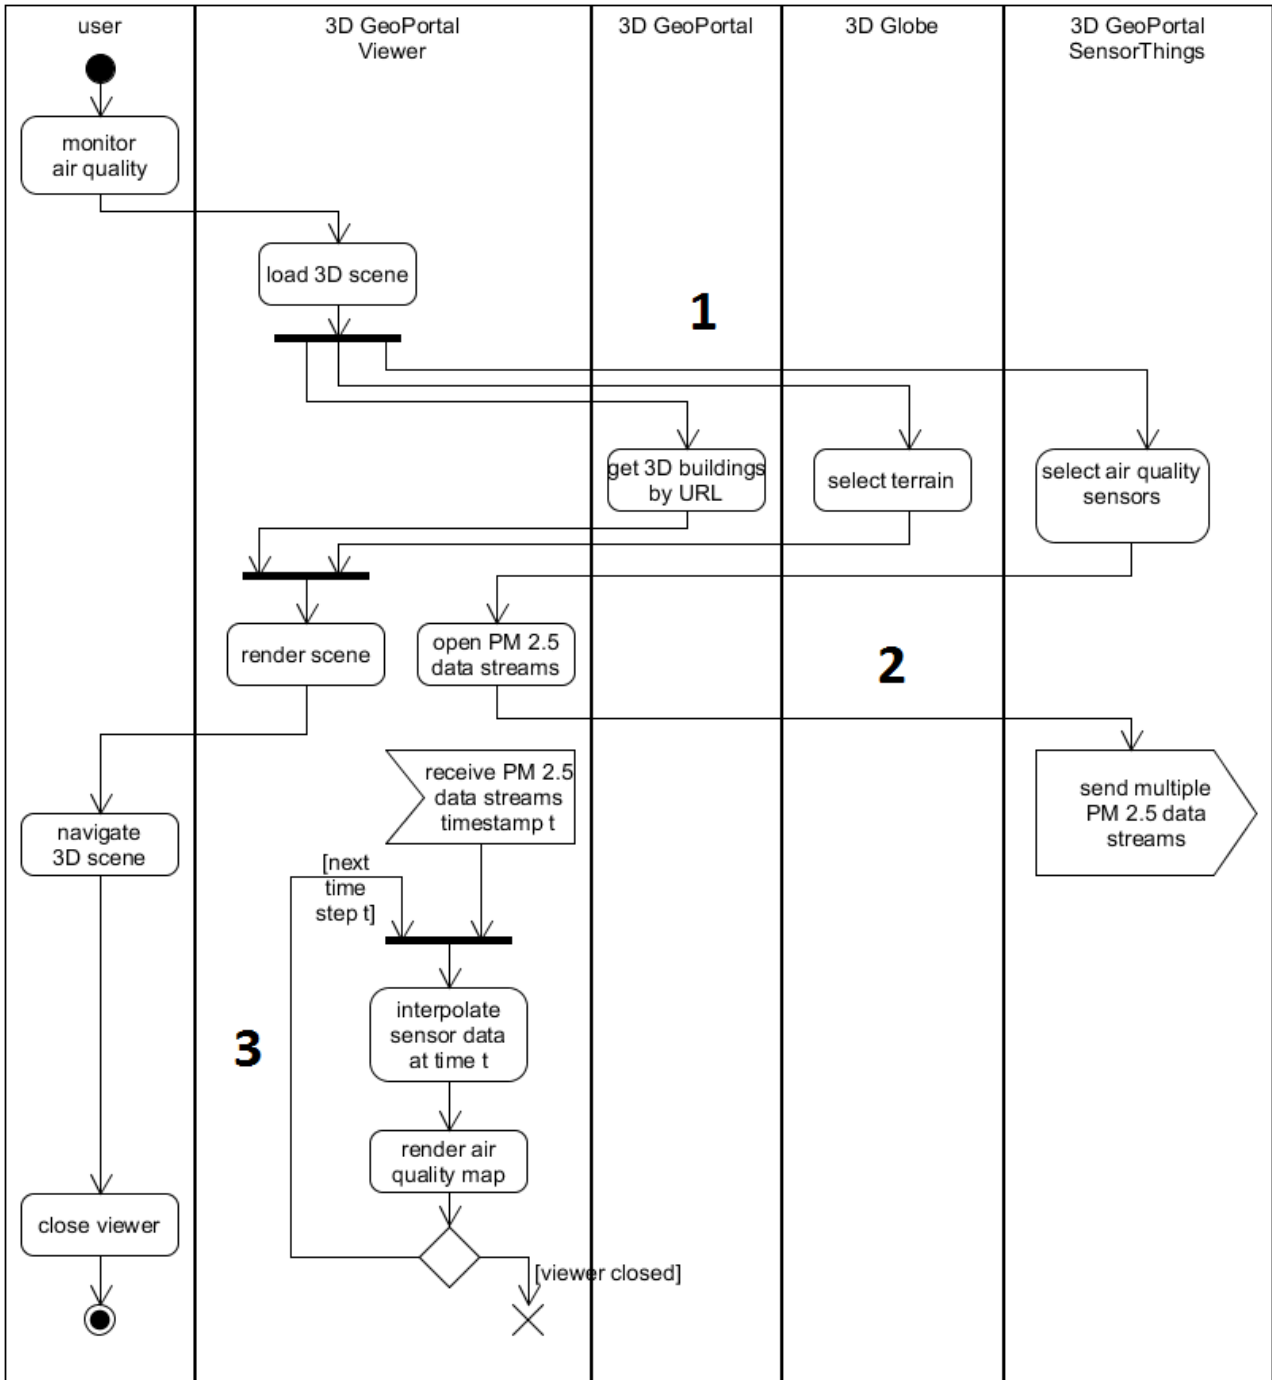 user
3D GeoPortal
Viewer
3D GeoPortal
3D Globe
3D GeoPortal
SensorThings
monitor
air quality
load 3D scene
1
get 3D buildings
by URL
select terrain
select air quality
sensors
render scene
open PM 2.5
data streams
2
receive PM 2.5
data streams
timestamp t
send multiple
PM 2.5 data
streams
navigate
3D scene
[next
time
step t]
interpolate
sensor data
at time t
3
render air
quality map
close viewer
[viewer closed]